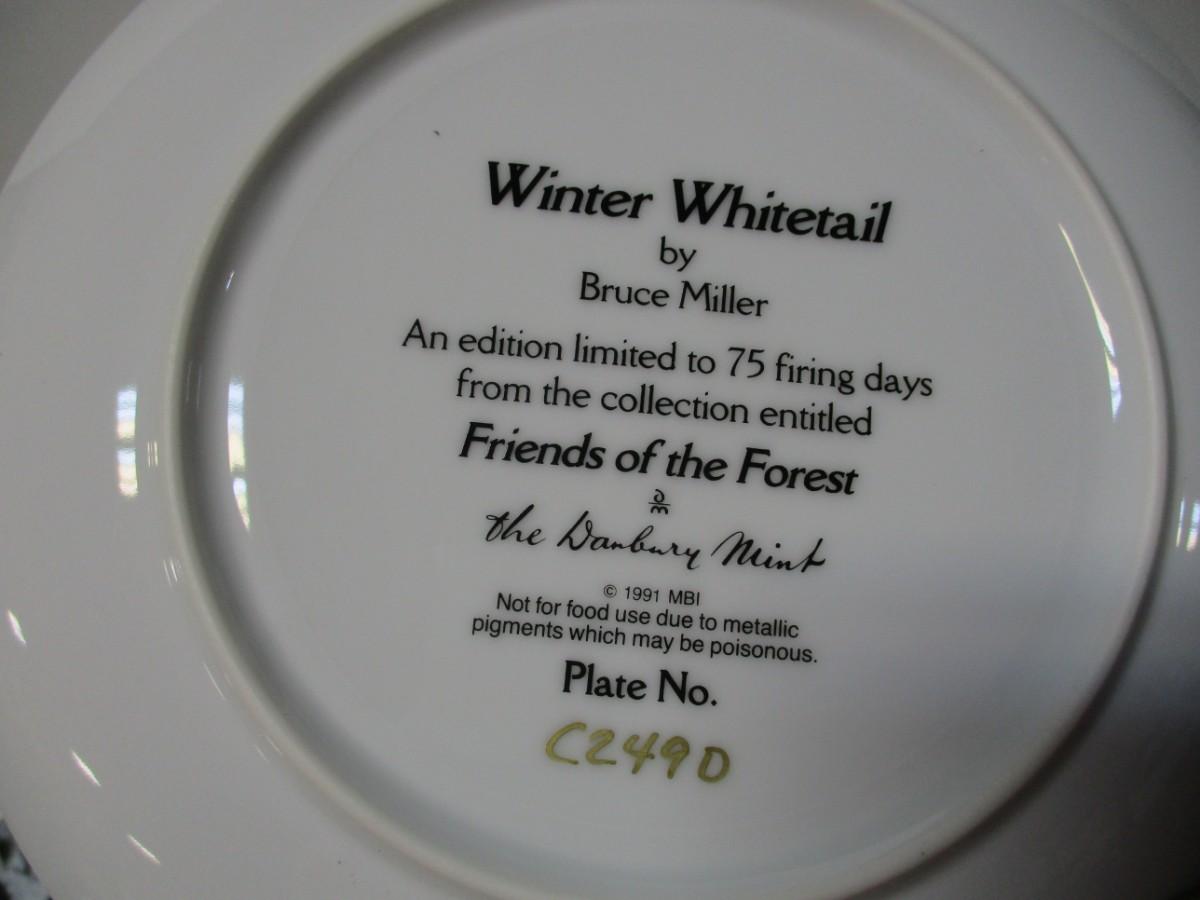 Winter Whitetail
by
Bruce Miller
An edition limited to 75 firing days
from the collection entitled
Friends of the Forest
the Danbury Mint
© 1991 MBI
Not for food use due to metallic
pigments which may be poisonous.
Plate No.
C2490